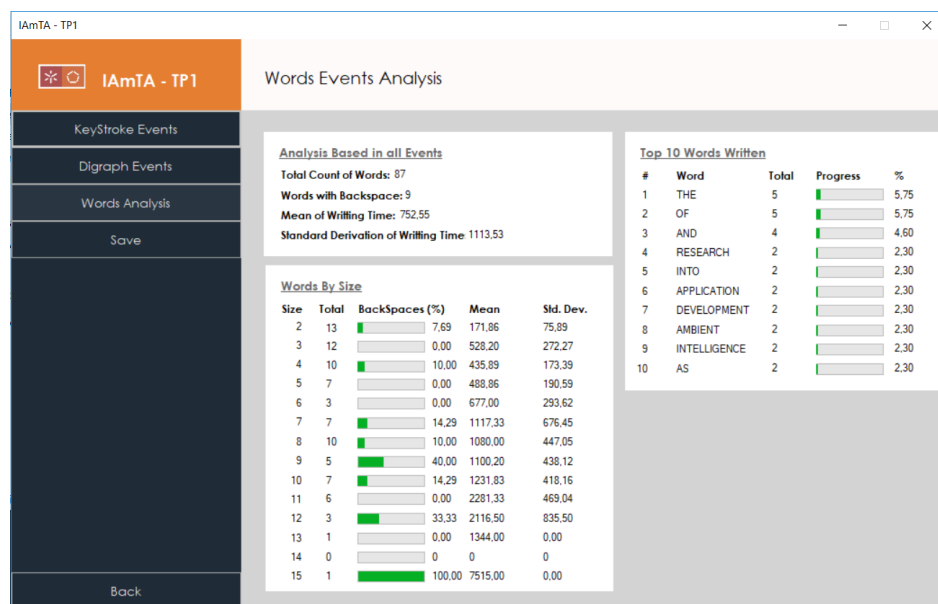 IAmTA - TP1
IAmTA - TP1
Words Events Analysis
KeyStroke Events
Digraph Events
Words Analysis
Save
Back
Analysis Based in all Events
Total Count of Words: 87
Words with Backspace: 9
Mean of Writting Time: 752,55
Standard Derivation of Writting Time: 1113,53
Words By Size
Size Total BackSpaces (%) Mean Std. Dev.
2 13 7,69 171,86 75,89
3 12 0,00 528,20 272,27
4 10 10,00 435,89 173,39
5 7 0,00 488,86 190,59
6 3 0,00 677,00 293,62
7 7 14,29 1117,33 676,45
8 10 10,00 1080,00 447,05
9 5 40,00 1100,20 438,12
10 7 14,29 1231,83 418,16
11 6 0,00 2281,33 469,04
12 3 33,33 2116,50 835,50
13 1 0,00 1344,00 0,00
14 0 0 0 0
15 1 100,00 7515,00 0,00
Top 10 Words Written
# Word Total Progress %
1 THE 5 5,75
2 OF 5 5,75
3 AND 4 4,60
4 RESEARCH 2 2,30
5 INTO 2 2,30
6 APPLICATION 2 2,30
7 DEVELOPMENT 2 2,30
8 AMBIENT 2 2,30
9 INTELLIGENCE 2 2,30
10 AS 2 2,30